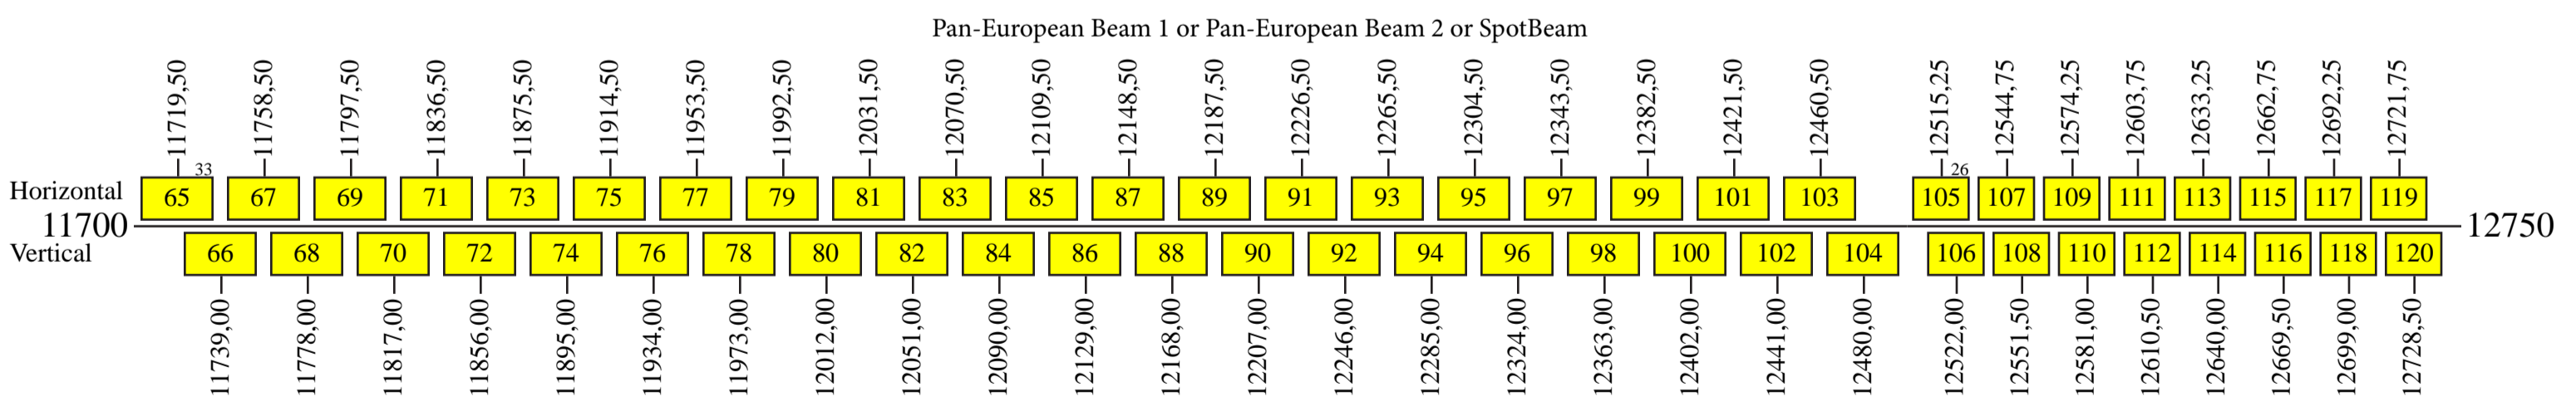 Pan-European Beam 1 or Pan-European Beam 2 or SpotBeam
11719,50 11758,50 11797,50 11836,50 11875,50 11914,50 11953,50 11992,50 12031,50 12070,50 12109,50 12148,50 12187,50 12226,50 12265,50 12304,50 12343,50 12382,50 12421,50 12460,50 12515,25 12544,75 12574,25 12603,75 12633,25 12662,75 12692,25 12721,75
33 26
Horizontal 65 67 69 71 73 75 77 79 81 83 85 87 89 91 93 95 97 99 101 103 105 107 109 111 113 115 117 119
11700 12750
Vertical 66 68 70 72 74 76 78 80 82 84 86 88 90 92 94 96 98 100 102 104 106 108 110 112 114 116 118 120
11739,00 11778,00 11817,00 11856,00 11895,00 11934,00 11973,00 12012,00 12051,00 12090,00 12129,00 12168,00 12207,00 12246,00 12285,00 12324,00 12363,00 12402,00 12441,00 12480,00 12522,00 12551,50 12581,00 12610,50 12640,00 12669,50 12699,00 12728,50